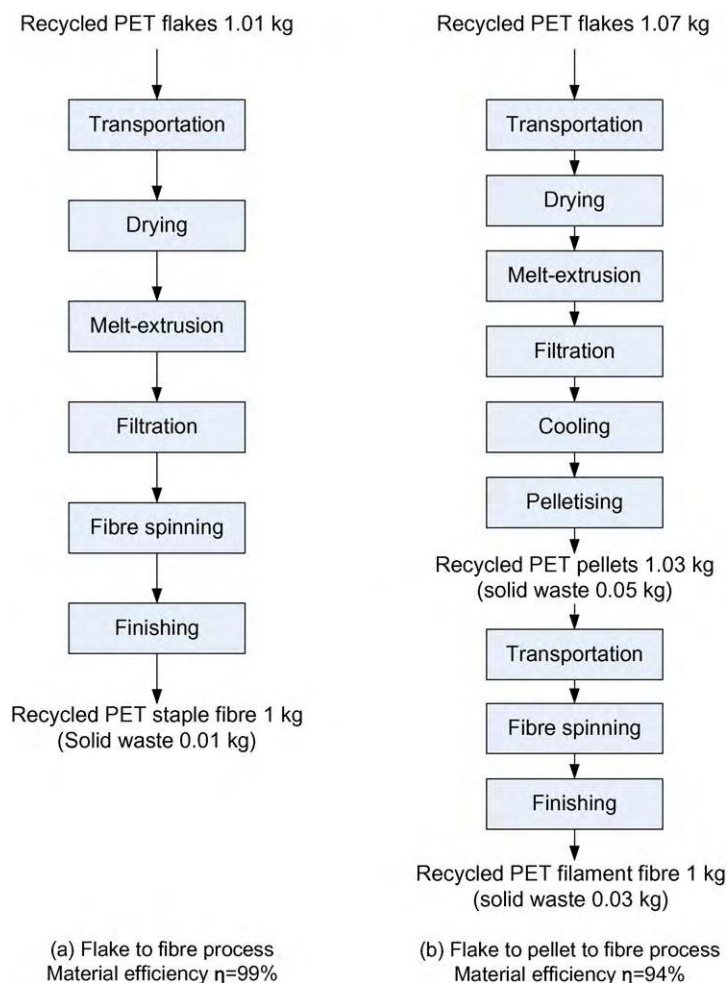 Recycled PET flakes 1.01 kg
Transportation
Drying
Melt-extrusion
Filtration
Fibre spinning
Finishing
Recycled PET staple fibre 1 kg
(Solid waste 0.01 kg)
(a) Flake to fibre process
Material efficiency η=99%
Recycled PET flakes 1.07 kg
Transportation
Drying
Melt-extrusion
Filtration
Cooling
Pelletising
Recycled PET pellets 1.03 kg
(solid waste 0.05 kg)
Transportation
Fibre spinning
Finishing
Recycled PET filament fibre 1 kg
(solid waste 0.03 kg)
(b) Flake to pellet to fibre process
Material efficiency η=94%